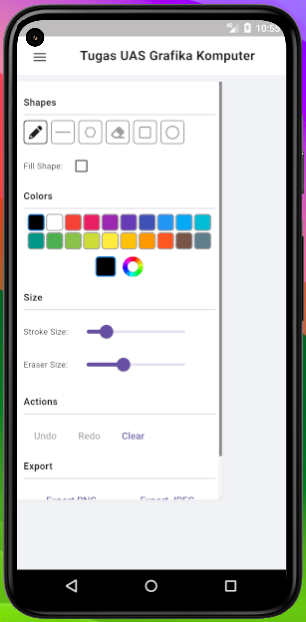 10:55
Tugas UAS Grafika Komputer
Shapes
Fill Shape:
Colors
Size
Stroke Size:
Eraser Size:
Actions
Undo Redo Clear
Export
Export PNG Export JPEG